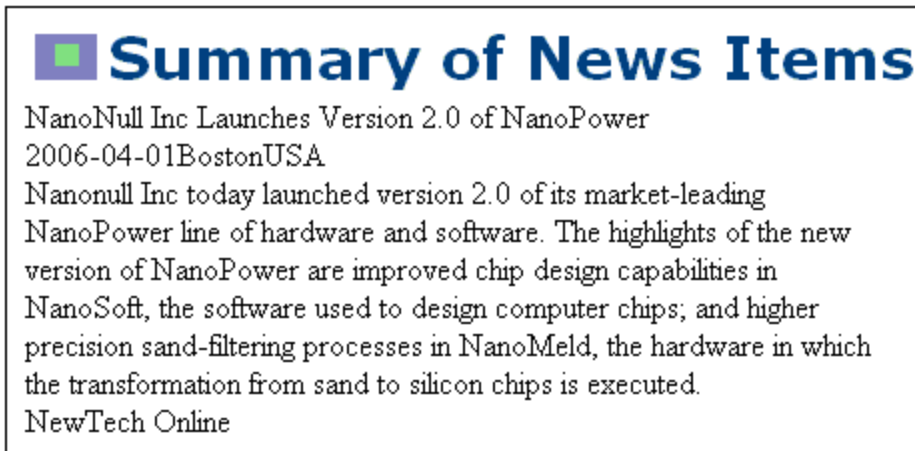 Summary of News Items
NanoNull Inc Launches Version 2.0 of NanoPower
2006-04-01BostonUSA
Nanonull Inc today launched version 2.0 of its market-leading
NanoPower line of hardware and software. The highlights of the new
version of NanoPower are improved chip design capabilities in
NanoSoft, the software used to design computer chips; and higher
precision sand-filtering processes in NanoMeld, the hardware in which
the transformation from sand to silicon chips is executed.
NewTech Online